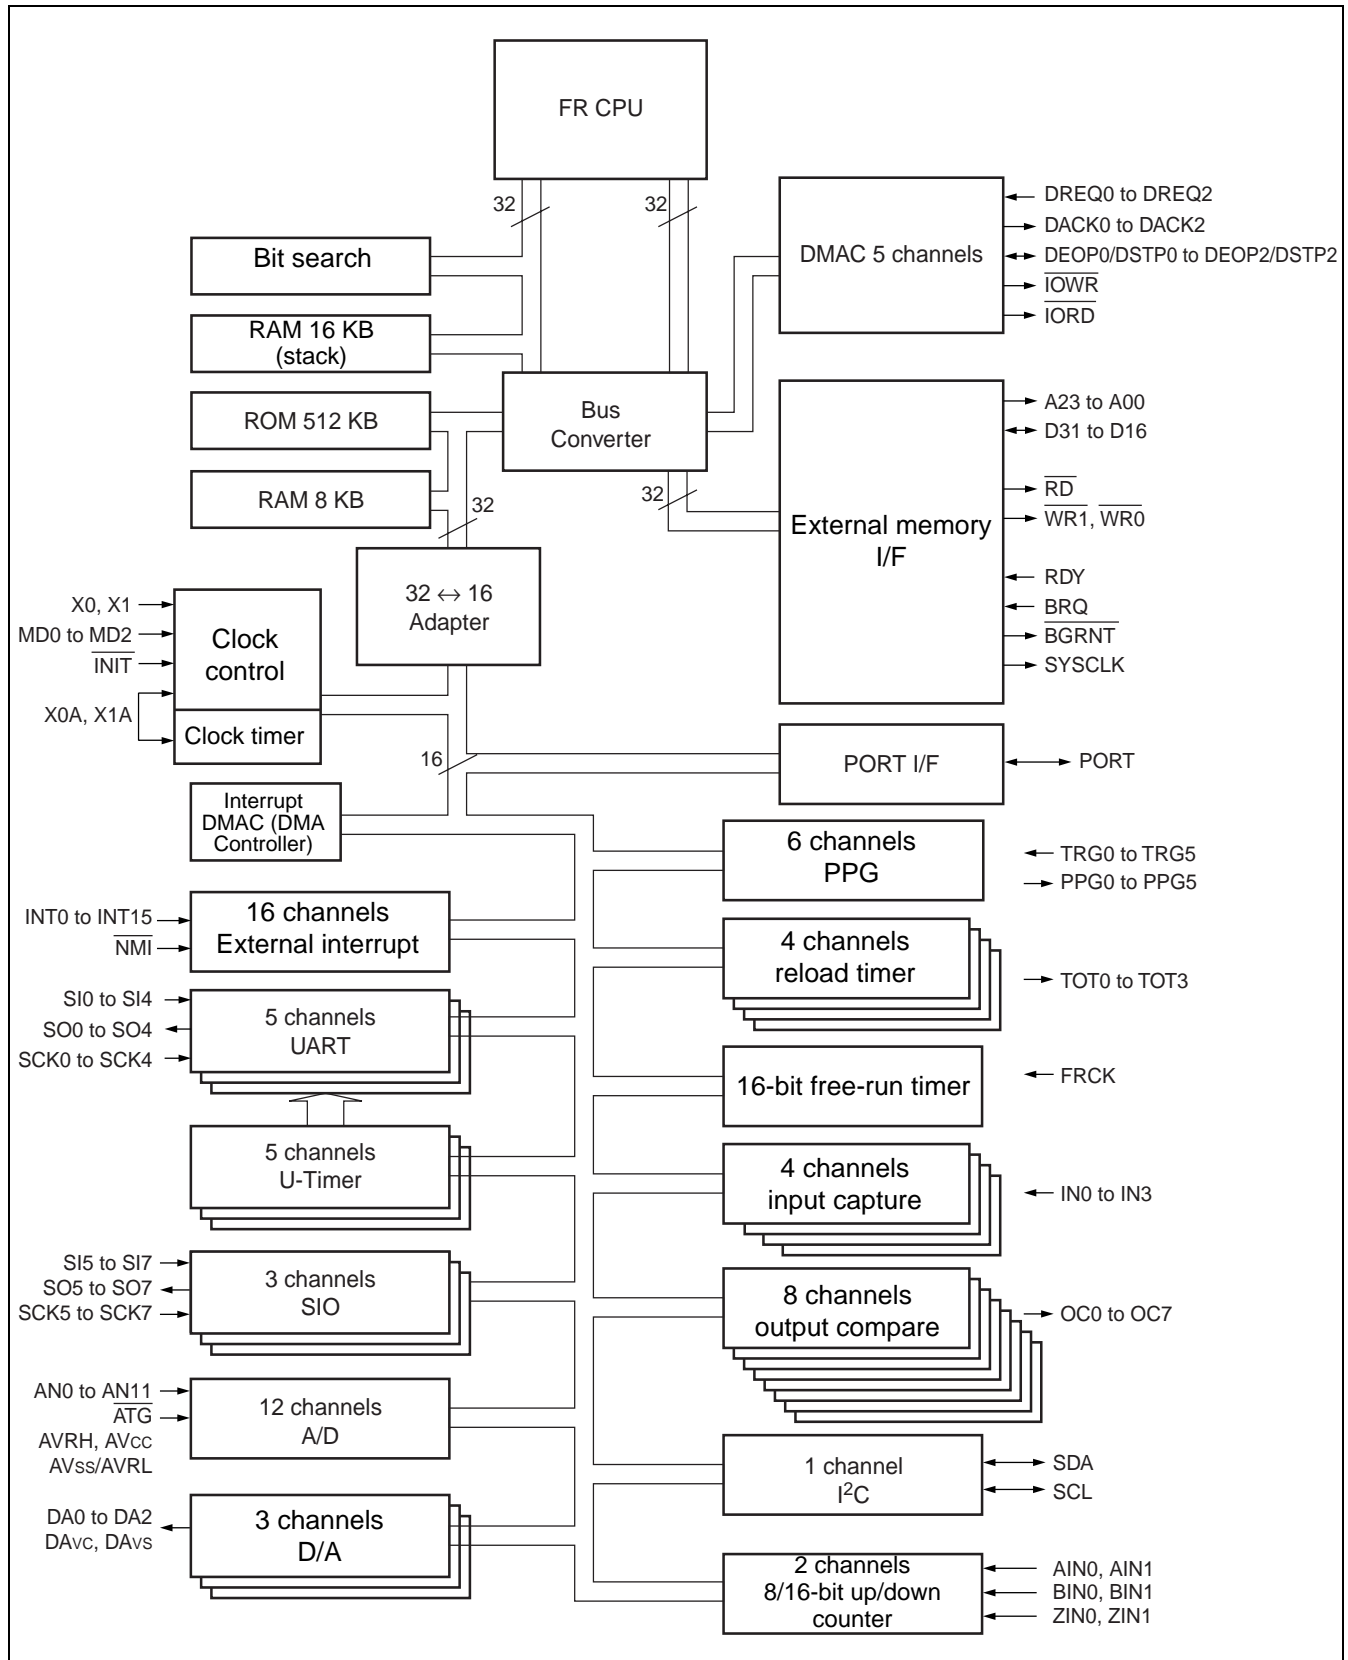 FR CPU
32
32
Bit search
RAM 16 KB
(stack)
ROM 512 KB
RAM 8 KB
Bus
Converter
DMAC 5 channels
DREQ0 to DREQ2
DACK0 to DACK2
DEOP0/DSTP0 to DEOP2/DSTP2
IOWR
IORD
32
32
External memory
I/F
A23 to A00
D31 to D16
RD
WR1, WR0
RDY
BRQ
BGRNT
SYSCLK
32 ↔ 16
Adapter
X0, X1
MD0 to MD2
INIT
X0A, X1A
Clock
control
Clock timer
16
PORT I/F
PORT
Interrupt
DMAC (DMA
Controller)
6 channels
PPG
TRG0 to TRG5
PPG0 to PPG5
INT0 to INT15
NMI
16 channels
External interrupt
4 channels
reload timer
TOT0 to TOT3
SI0 to SI4
SO0 to SO4
SCK0 to SCK4
5 channels
UART
16-bit free-run timer
FRCK
5 channels
U-Timer
4 channels
input capture
IN0 to IN3
SI5 to SI7
SO5 to SO7
SCK5 to SCK7
3 channels
SIO
8 channels
output compare
OC0 to OC7
AN0 to AN11
ATG
AVRH, AVCC
AVSS/AVRL
12 channels
A/D
1 channel
I²C
SDA
SCL
DA0 to DA2
DAVC, DAVS
3 channels
D/A
2 channels
8/16-bit up/down
counter
AIN0, AIN1
BIN0, BIN1
ZIN0, ZIN1